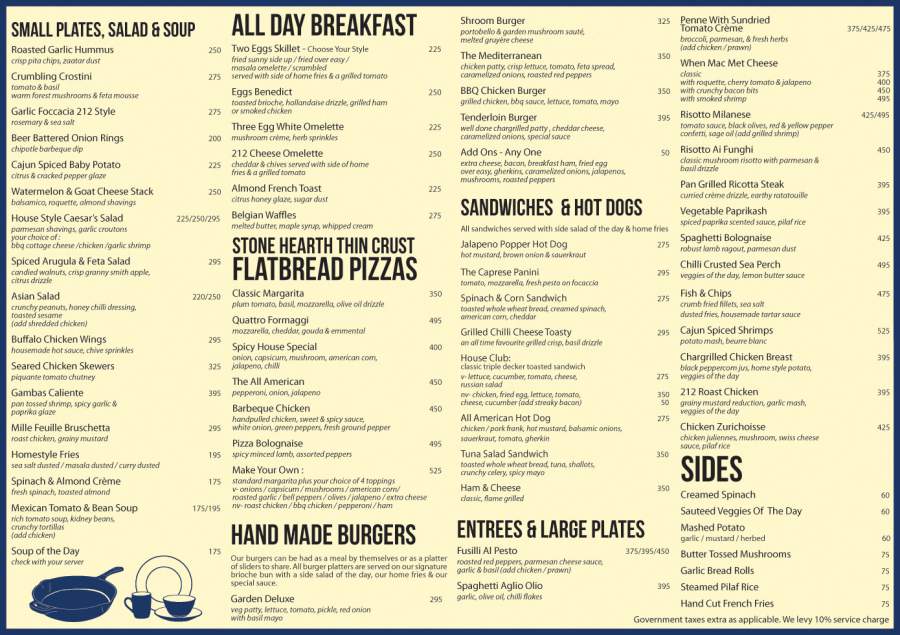 SMALL PLATES, SALAD & SOUP
Roasted Garlic Hummus 250
crisp pita chips, zaatar dust
Crumbling Crostini 275
tomato & basil
warm forest mushrooms & feta mousse
Garlic Foccacia 212 Style 275
rosemary & sea salt
Beer Battered Onion Rings 200
chipotle barbeque dip
Cajun Spiced Baby Potato 225
citrus & cracked pepper glaze
Watermelon & Goat Cheese Stack 250
balsamico, roquette, almond shavings
House Style Caesar's Salad 225/250/295
parmesan shavings, garlic croutons
your choice of :
bbq cottage cheese /chicken /garlic shrimp
Spiced Arugula & Feta Salad 295
candied walnuts, crisp granny smith apple,
citrus drizzle
Asian Salad 220/250
crunchy peanuts, honey chilli dressing,
toasted sesame
(add shredded chicken)
Buffalo Chicken Wings 295
housemade hot sauce, chive sprinkles
Seared Chicken Skewers 325
piquante tomato chutney
Gambas Caliente 395
pan tossed shrimp, spicy garlic &
paprika glaze
Mille Feuille Bruschetta 295
roast chicken, grainy mustard
Homestyle Fries 195
sea salt dusted / masala dusted / curry dusted
Spinach & Almond Crème 175
fresh spinach, toasted almond
Mexican Tomato & Bean Soup 175/195
rich tomato soup, kidney beans,
crunchy tortillas
(add chicken)
Soup of the Day 175
check with your server
ALL DAY BREAKFAST
Two Eggs Skillet - Choose Your Style 225
fried sunny side up / fried over easy /
masala omelette / scrambled
served with side of home fries & a grilled tomato
Eggs Benedict 250
toasted brioche, hollandaise drizzle, grilled ham
or smoked chicken
Three Egg White Omelette 225
mushroom crème, herb sprinkles
212 Cheese Omelette 250
cheddar & chives served with side of home
fries & a grilled tomato
Almond French Toast 225
citrus honey glaze, sugar dust
Belgian Waffles 275
melted butter, maple syrup, whipped cream
STONE HEARTH THIN CRUST
FLATBREAD PIZZAS
Classic Margarita 350
plum tomato, basil, mozzarella, olive oil drizzle
Quattro Formaggi 495
mozzarella, cheddar, gouda & emmental
Spicy House Special 400
onion, capsicum, mushroom, american corn,
jalapeno, chilli
The All American 450
pepperoni, onion, jalapeno
Barbeque Chicken 450
handpulled chicken, sweet & spicy sauce,
white onion, green peppers, fresh ground pepper
Pizza Bolognaise 495
spicy minced lamb, assorted peppers
Make Your Own : 525
standard margarita plus your choice of 4 toppings
v- onions / capsicum / mushrooms / american corn/
roasted garlic / bell peppers / olives / jalapeno / extra cheese
nv- roast chicken / bbq chicken / pepperoni / ham
HAND MADE BURGERS
Our burgers can be had as a meal by themselves or as a platter
of sliders to share. All burger platters are served on our signature
brioche bun with a side salad of the day, our home fries & our
special sauce.
Garden Deluxe 295
veg patty, lettuce, tomato, pickle, red onion
with basil mayo
Shroom Burger 325
portobello & garden mushroom sauté,
melted gruyère cheese
The Mediterranean 350
chicken patty, crisp lettuce, tomato, feta spread,
caramelized onions, roasted red peppers
BBQ Chicken Burger 350
grilled chicken, bbq sauce, lettuce, tomato, mayo
Tenderloin Burger 395
well done chargrilled patty , cheddar cheese,
caramelized onions, special sauce
Add Ons - Any One 50
extra cheese, bacon, breakfast ham, fried egg
over easy, gherkins, caramelized onions, jalapenos,
mushrooms, roasted peppers
SANDWICHES & HOT DOGS
All sandwiches served with side salad of the day & home fries
Jalapeno Popper Hot Dog 275
hot mustard, brown onion & sauerkraut
The Caprese Panini 295
tomato, mozzarella, fresh pesto on focaccia
Spinach & Corn Sandwich 275
toasted whole wheat bread, creamed spinach,
american corn, cheddar
Grilled Chilli Cheese Toasty 295
an all time favourite grilled crisp, basil drizzle
House Club:
classic triple decker toasted sandwich
v- lettuce, cucumber, tomato, cheese, 275
russian salad
nv- chicken, fried egg, lettuce, tomato, 350
cheese, cucumber (add streaky bacon) 50
All American Hot Dog
chicken / pork frank, hot mustard, balsamic onions, 350
sauerkraut, tomato, gherkin
Tuna Salad Sandwich 350
toasted whole wheat bread, tuna, shallots,
crunchy celery, spicy mayo
Ham & Cheese 350
classic, flame grilled
ENTREES & LARGE PLATES
Fusilli Al Pesto 375/395/450
roasted red peppers, parmesan cheese sauce,
garlic & basil (add chicken / prawn)
Spaghetti Aglio Olio 395
garlic, olive oil, chilli flakes
Penne With Sundried
Tomato Crème 375/425/475
broccoli, parmesan, & fresh herbs
(add chicken / prawn)
When Mac Met Cheese
classic 375
with roquette, cherry tomato & jalapeno 400
with crunchy bacon bits 450
with smoked shrimp 495
Risotto Milanese 425/495
tomato sauce, black olives, red & yellow pepper
confetti, sage oil (add grilled shrimp)
Risotto Ai Funghi 450
classic mushroom risotto with parmesan &
basil drizzle
Pan Grilled Ricotta Steak 395
curried crème drizzle, earthy ratatouille
Vegetable Paprikash 395
spiced paprika scented sauce, pilaf rice
Spaghetti Bolognaise 425
robust lamb ragout, parmesan dust
Chilli Crusted Sea Perch 495
veggies of the day, lemon butter sauce
Fish & Chips 475
crumb fried fillets, sea salt
dusted fries, housemade tartar sauce
Cajun Spiced Shrimps 525
potato mash, beurre blanc
Chargrilled Chicken Breast 395
black peppercorn jus, home style potato,
veggies of the day
212 Roast Chicken 395
grainy mustard reduction, garlic mash,
veggies of the day
Chicken Zurichoisse 425
chicken juliennes, mushroom, swiss cheese
sauce, pilaf rice
SIDES
Creamed Spinach 60
Sauteed Veggies Of The Day 60
Mashed Potato
garlic / mustard / herbed 60
Butter Tossed Mushrooms 75
Garlic Bread Rolls 75
Steamed Pilaf Rice 75
Hand Cut French Fries 75
Government taxes extra as applicable. We levy 10% service charge